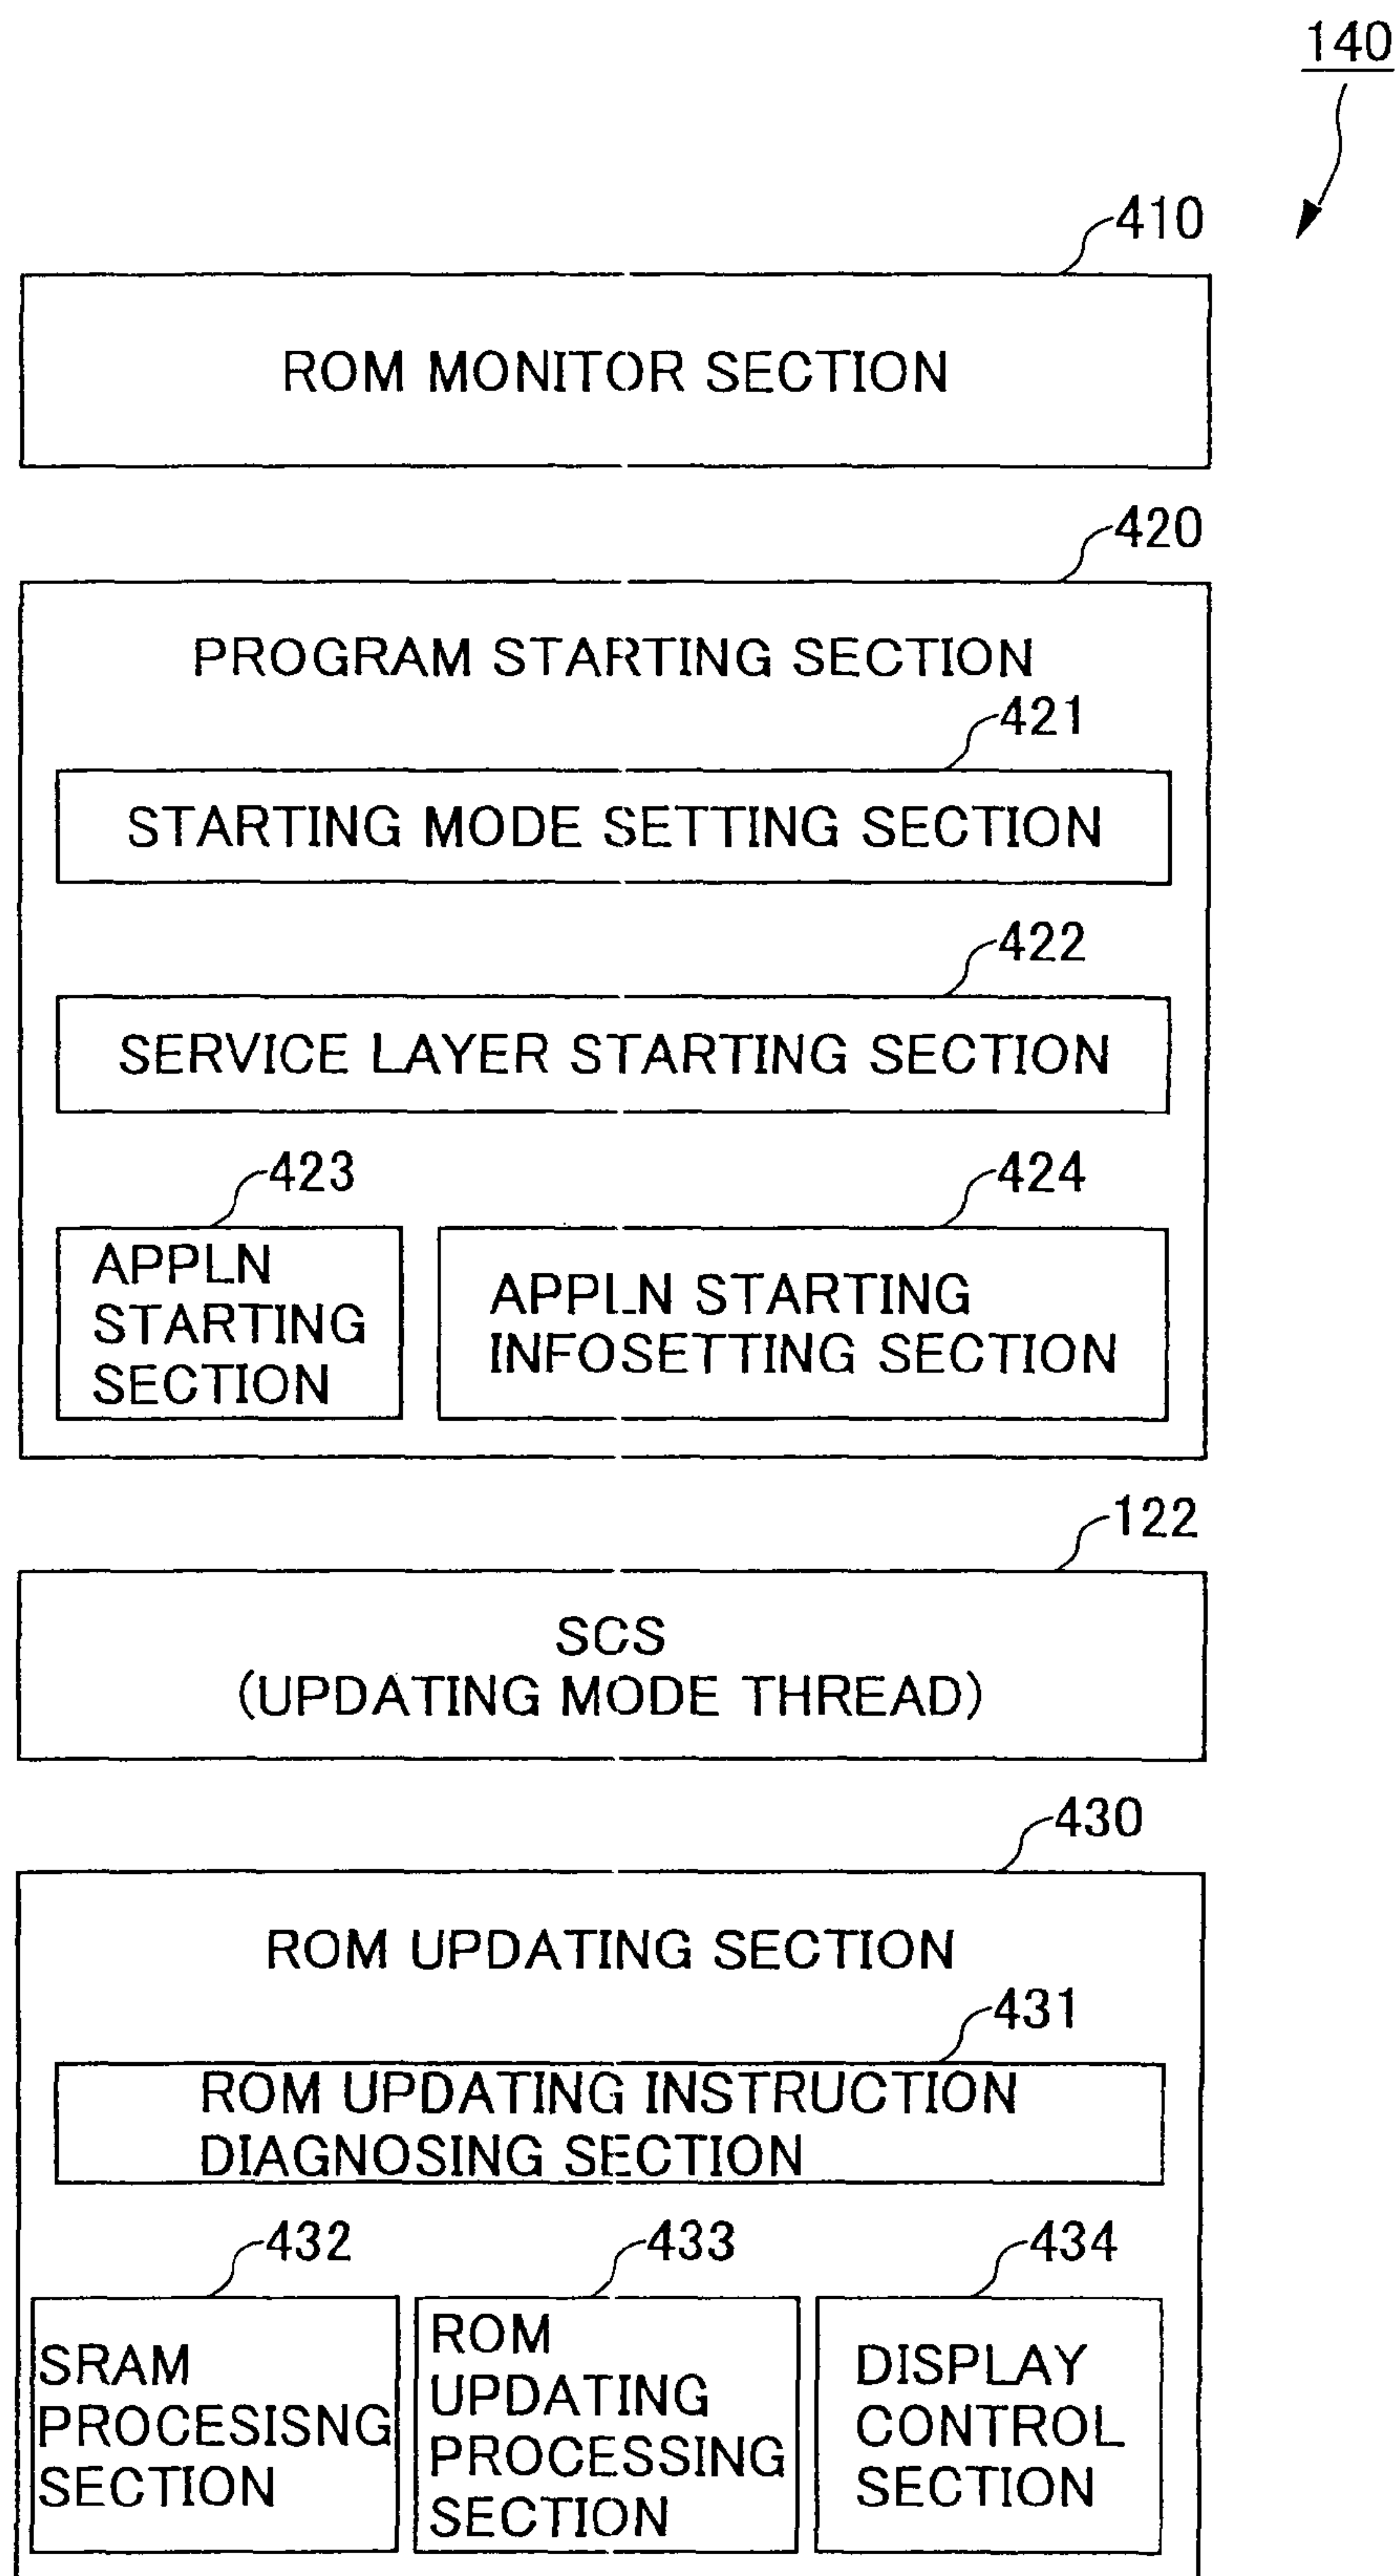 140
410
ROM MONITOR SECTION
420
PROGRAM STARTING SECTION
421
STARTING MODE SETTING SECTION
422
SERVICE LAYER STARTING SECTION
423
APPLN
STARTING
SECTION
424
APPLN STARTING
INFOSETTING SECTION
122
SCS
(UPDATING MODE THREAD)
430
ROM UPDATING SECTION
431
ROM UPDATING INSTRUCTION
DIAGNOSING SECTION
432
SRAM
PROCESISNG
SECTION
433
ROM
UPDATING
PROCESSING
SECTION
434
DISPLAY
CONTROL
SECTION